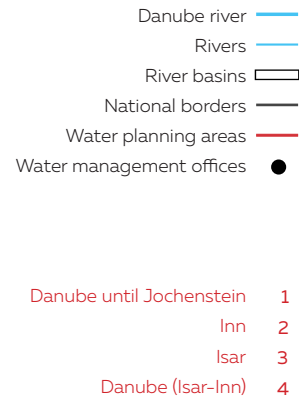 Danube river
Rivers
River basins
National borders
Water planning areas
Water management offices
Danube until Jochenstein 1
Inn 2
Isar 3
Danube (Isar-Inn) 4